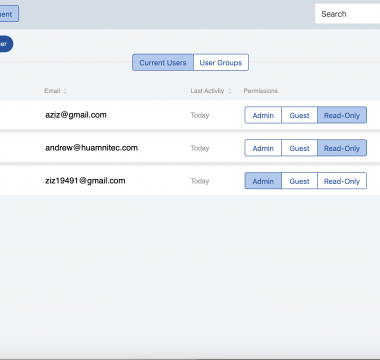 ent
Search
er
Current Users User Groups
Email Last Activity Permissions
aziz@gmail.com Today Admin Guest Read-Only
andrew@huamnitec.com Today Admin Guest Read-Only
ziz19491@gmail.com Today Admin Guest Read-Only